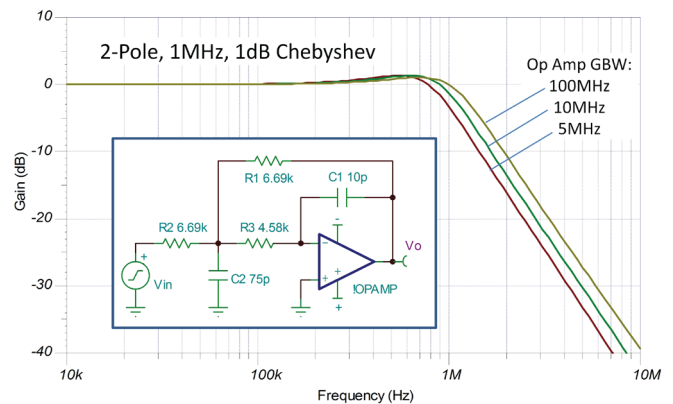 10
0
-10
-20
-30
-40
Gain (dB)
2-Pole, 1MHz, 1dB Chebyshev
Op Amp GBW:
100MHz
10MHz
5MHz
R1 6.69k
C1 10p
R2 6.69k
R3 4.58k
-
Vo
+
Vin
C2 75p
-
+
+
!OPAMP
+
10k
100k
1M
10M
Frequency (Hz)